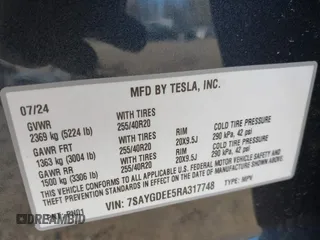 MFD BY TESLA, INC.
07/24
GVWR
2369 kg (5224 lb) WITH TIRES 255/40R20 RIM 20X9.5J COLD TIRE PRESSURE 290 kPa, 42 psi
GAWR FRT
1363 kg (3004 lb) WITH TIRES 255/40R20 RIM 20X9.5J COLD TIRE PRESSURE 290 kPa, 42 psi
GAWR RR
1500 kg (3306 lb)
THIS VEHICLE CONFORMS TO ALL APPLICABLE U.S. FEDERAL MOTOR VEHICLE SAFETY AND
THEFT PREVENTION STANDARDS IN EFFECT ON THE DATE OF MANUFACTURE SHOWN ABOVE.
VIN: 7SAYGDEE5RA317748 TYPE: MPV
DREAMBID